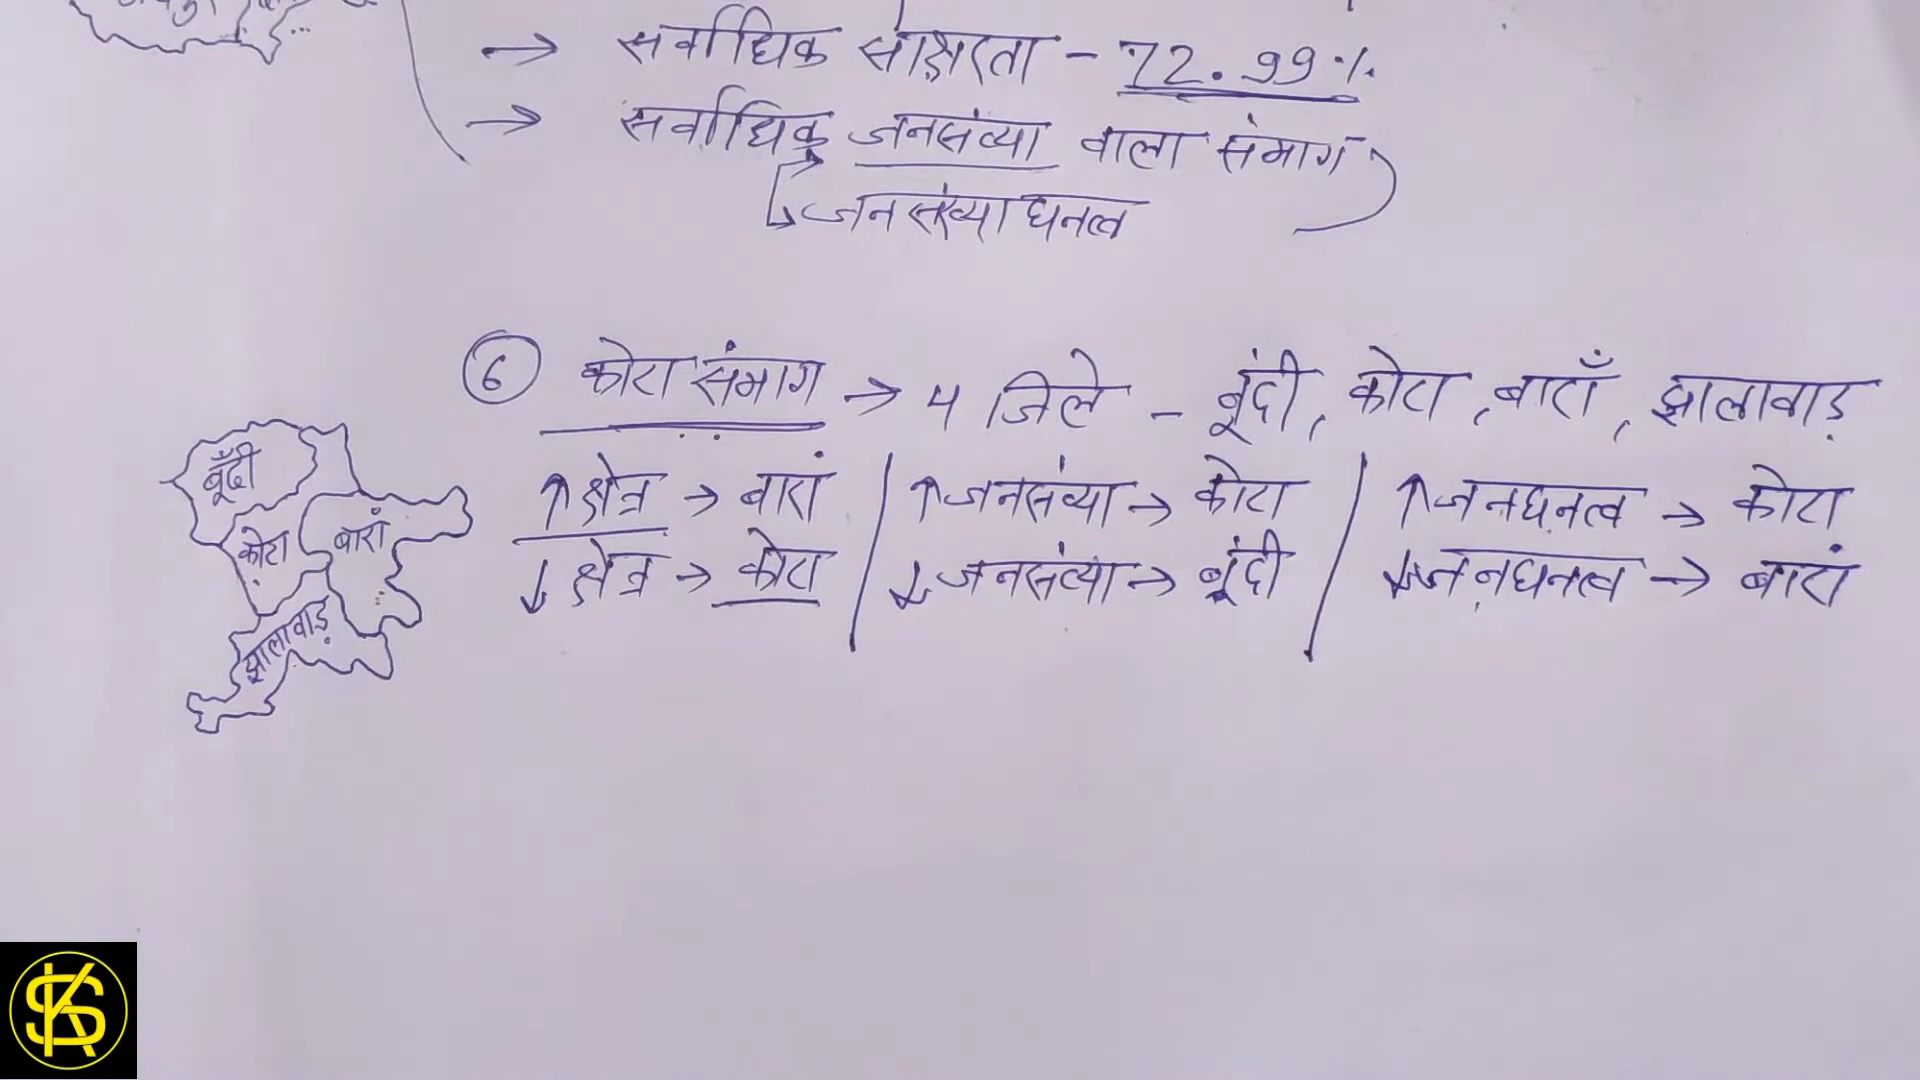 → सर्वाधिक साक्षरता - 72.99%
→ सर्वाधिक जनसंख्या वाला संभाग
↳ जनसंख्या घनत्व
⑥ कोटा संभाग → 4 जिले - बूंदी, कोटा, बाराँ, झालावाड़
↑क्षेत्र → बारां | ↑जनसंख्या → कोटा | ↑जनघनत्व → कोटा
↓क्षेत्र → कोटा | ↓जनसंख्या → बूंदी | ↓जनघनत्व → बारां
बूँदी
कोटा बारां
झालावाड़